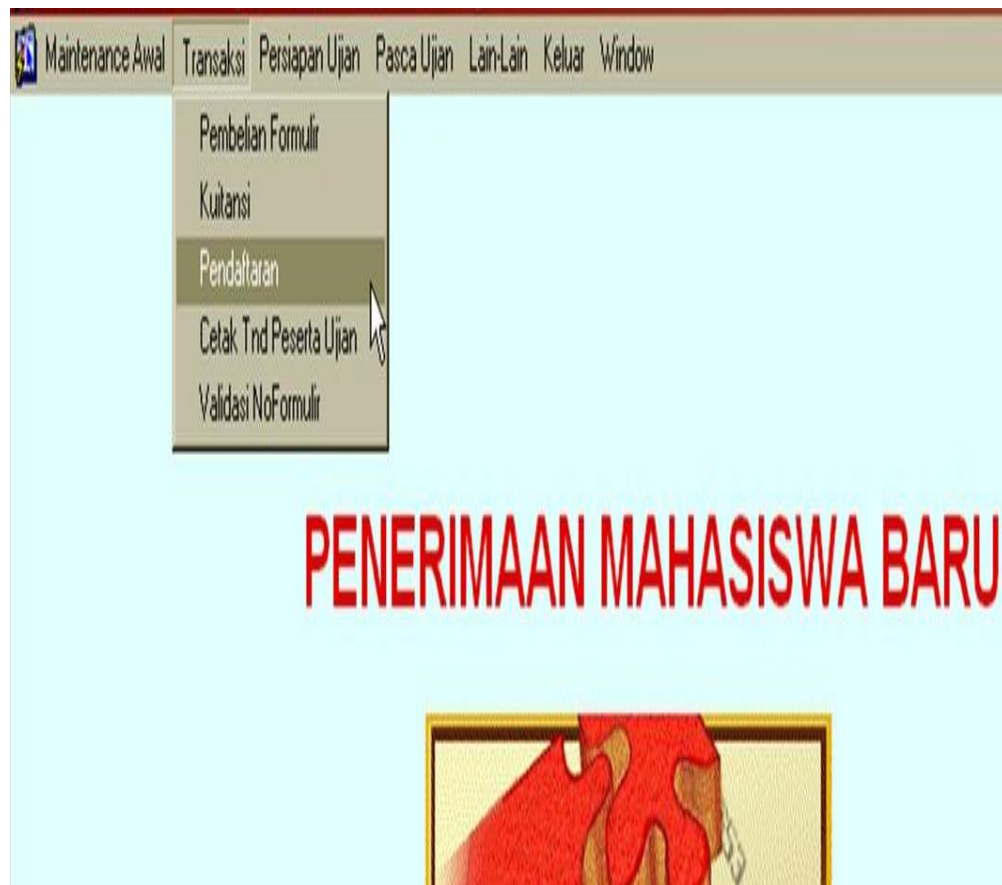 Maintenance Awal Transaksi Persiapan Ujian Pasca Ujian Lain-Lain Keluar Window
Pembelian Formulir
Kuitansi
Pendaftaran
Cetak Tnd Peserta Ujian
Validasi NoFormulir
PENERIMAAN MAHASISWA BARU